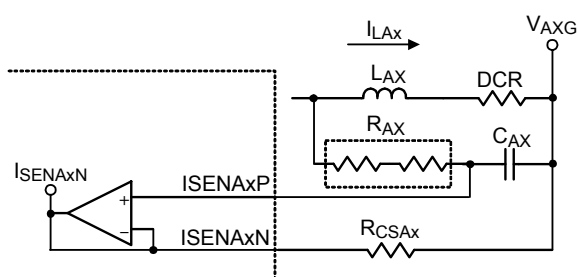 I_LAx
V_AXG
L_AX
DCR
R_AX
C_AX
I_SENAxN
ISENAxP
+
−
ISENAxN
R_CSAx